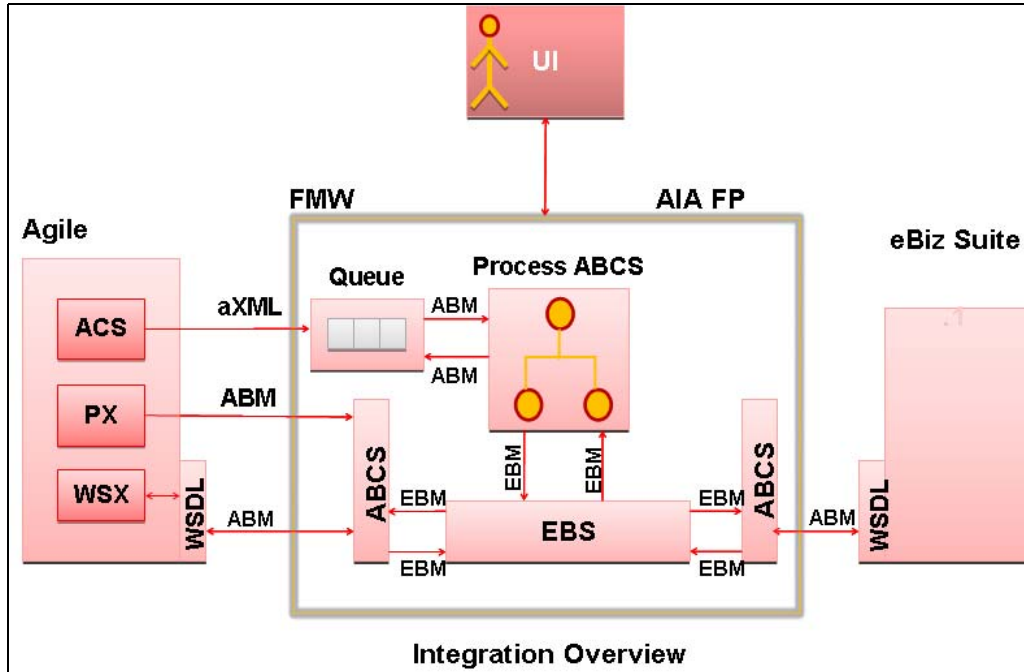 UI
FMW
AIA FP
Agile
eBiz Suite
Queue
Process ABCS
.1
ACS
aXML
ABM
ABM
PX
ABM
WSX
WSDL
ABM
ABCS
EBM
EBM
EBM
EBM
EBS
EBM
EBM
ABCS
ABM
WSDL
Integration Overview